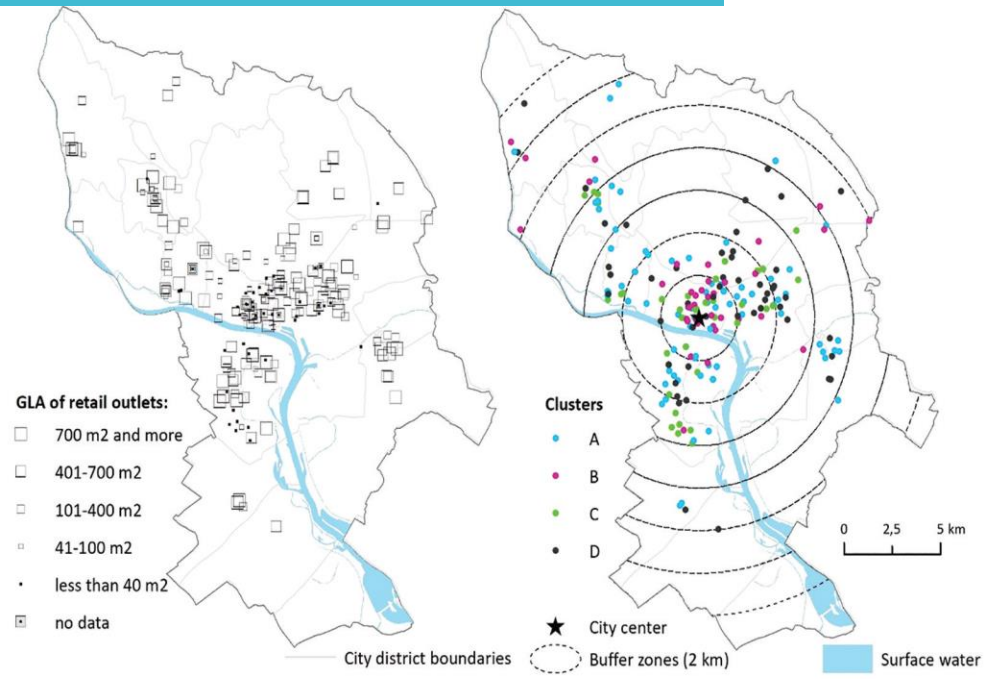 GLA of retail outlets:
700 m2 and more
401-700 m2
101-400 m2
41-100 m2
less than 40 m2
no data
City district boundaries
Clusters
A
B
C
D
0 2,5 5 km
City center
Buffer zones (2 km)
Surface water